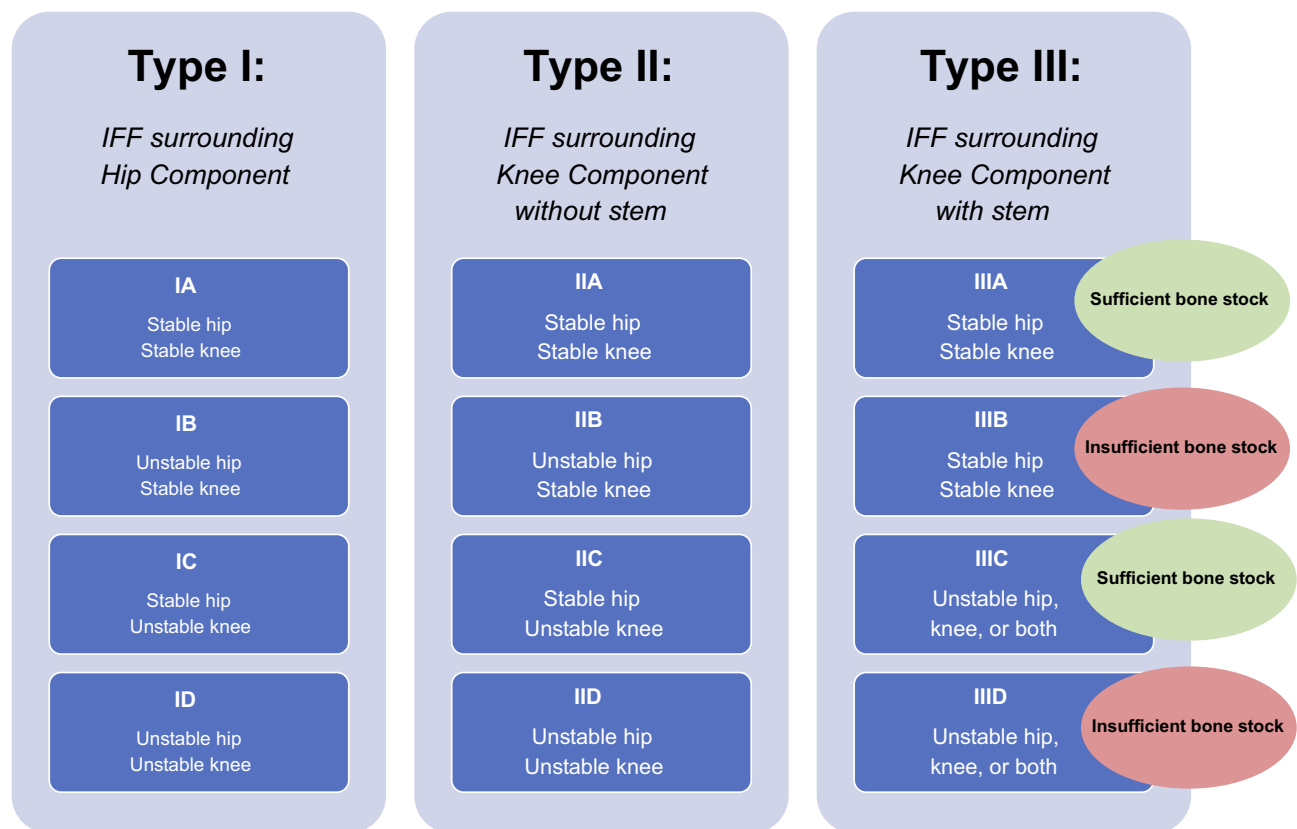 Type I:
IFF surrounding
Hip Component
IA
Stable hip
Stable knee
IB
Unstable hip
Stable knee
IC
Stable hip
Unstable knee
ID
Unstable hip
Unstable knee
Type II:
IFF surrounding
Knee Component
without stem
IIA
Stable hip
Stable knee
IIB
Unstable hip
Stable knee
IIC
Stable hip
Unstable knee
IID
Unstable hip
Unstable knee
Type III:
IFF surrounding
Knee Component
with stem
IIIA
Stable hip
Stable knee
Sufficient bone stock
IIIB
Stable hip
Stable knee
Insufficient bone stock
IIIC
Unstable hip,
knee, or both
Sufficient bone stock
IIID
Unstable hip,
knee, or both
Insufficient bone stock